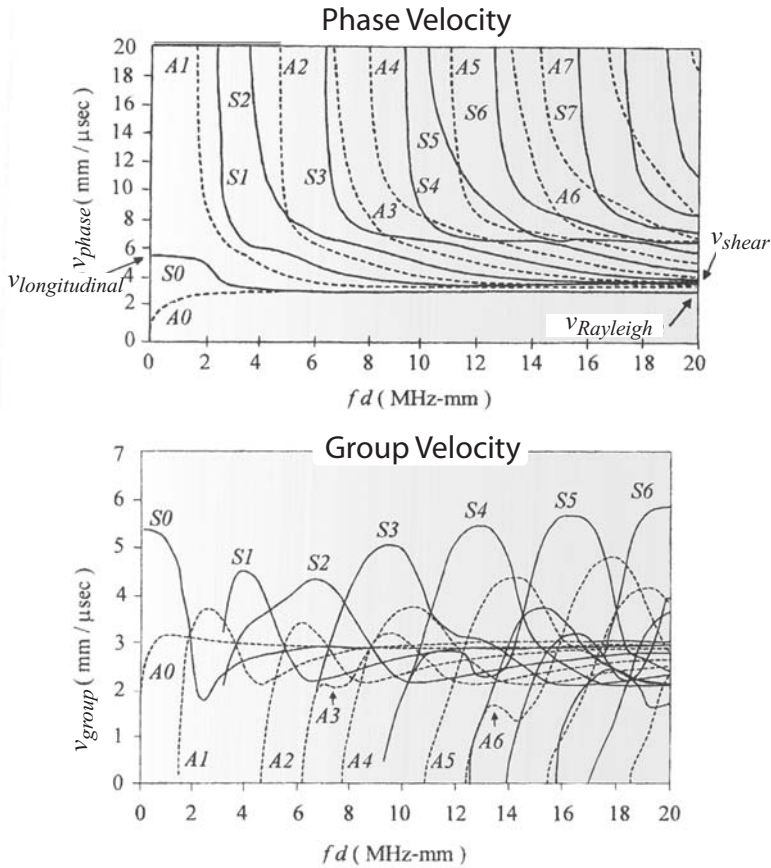 Phase Velocity
20
18
16
14
12
10
8
6
4
2
0
v_phase ( mm / μsec )
A1
S2
A2
A4
A5
A7
S1
S3
S5
S6
S7
S4
A3
A6
S0
A0
v_longitudinal
v_shear
v_Rayleigh
0 2 4 6 8 10 12 14 16 18 20
fd ( MHz-mm )
Group Velocity
7
6
5
4
3
2
1
0
v_group ( mm / μsec )
S0
S1
S2
S3
S4
S5
S6
A0
A1
A2
A3
A4
A5
A6
0 2 4 6 8 10 12 14 16 18 20
fd ( MHz-mm )